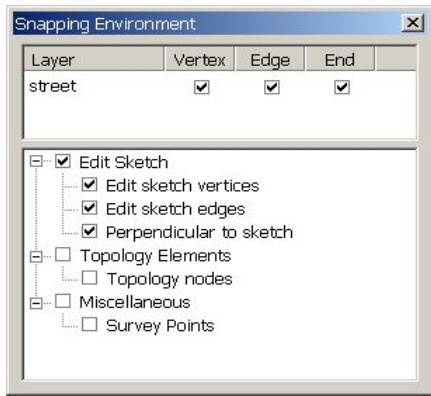 Snapping Environment
Layer Vertex Edge End
street
Edit Sketch
Edit sketch vertices
Edit sketch edges
Perpendicular to sketch
Topology Elements
Topology nodes
Miscellaneous
Survey Points